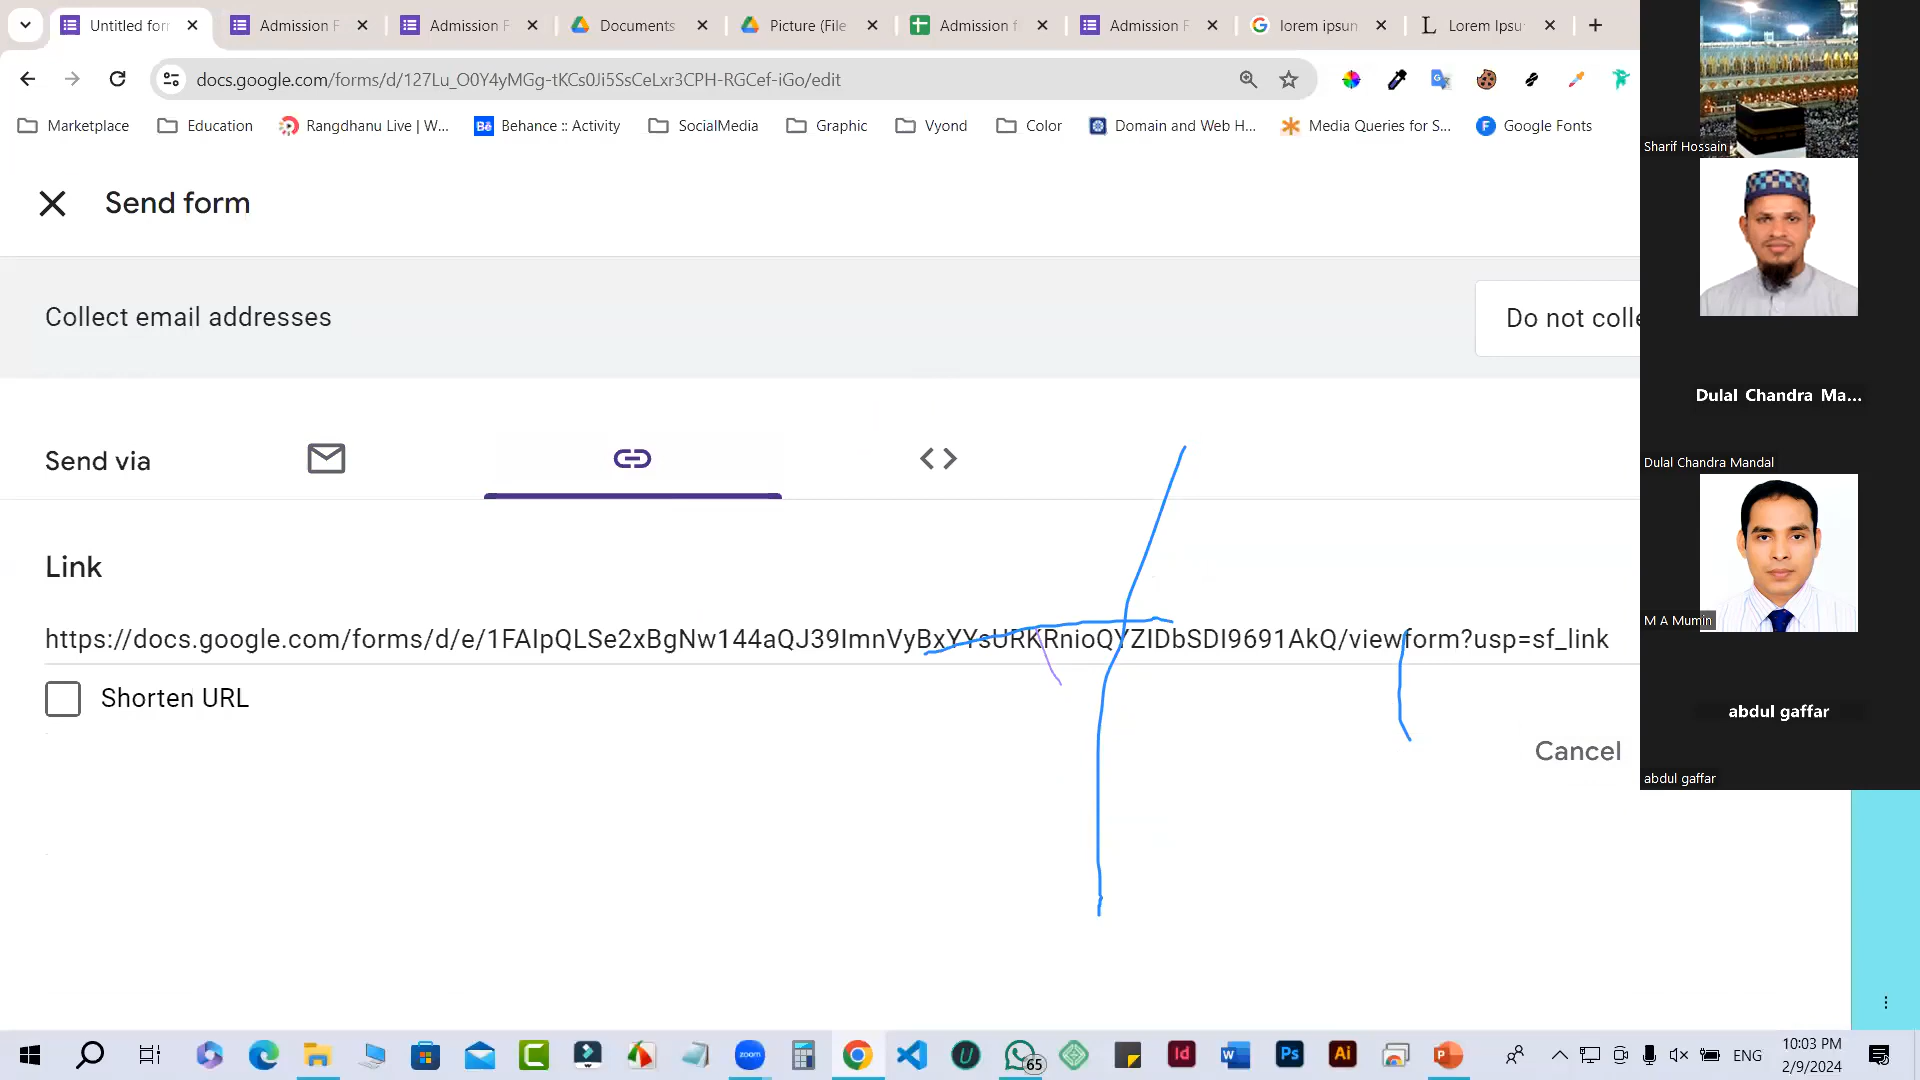 Untitled for
Admission F
Admission F
Documents
Picture (File
Admission f
Admission F
lorem ipsun
Lorem Ipsu
docs.google.com/forms/d/127Lu_O0Y4yMGg-tKCs0Ji5SsCeLxr3CPH-RGCef-iGo/edit
Marketplace
Education
Rangdhanu Live | W...
Behance :: Activity
SocialMedia
Graphic
Vyond
Color
Domain and Web H...
Media Queries for S...
Google Fonts
Sharif Hossain
Send form
Collect email addresses
Do not colle
Dulal Chandra Ma...
Send via
Dulal Chandra Mandal
Link
M A Mumin
https://docs.google.com/forms/d/e/1FAIpQLSe2xBgNw144aQJ39ImnVyBxYYsURKRnioQYZIDbSDI9691AkQ/viewform?usp=sf_link
Shorten URL
abdul gaffar
Cancel
abdul gaffar
65
ENG
10:03 PM
2/9/2024